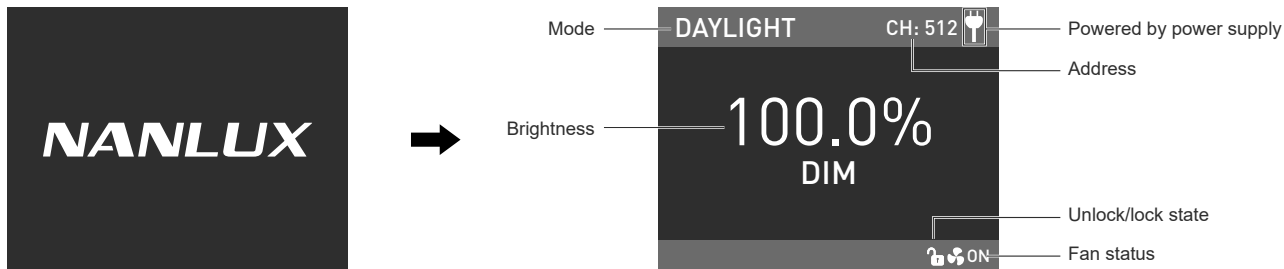 NANLUX
Mode
DAYLIGHT
CH: 512
Powered by power supply
Address
Brightness
100.0%
DIM
Unlock/lock state
ON
Fan status